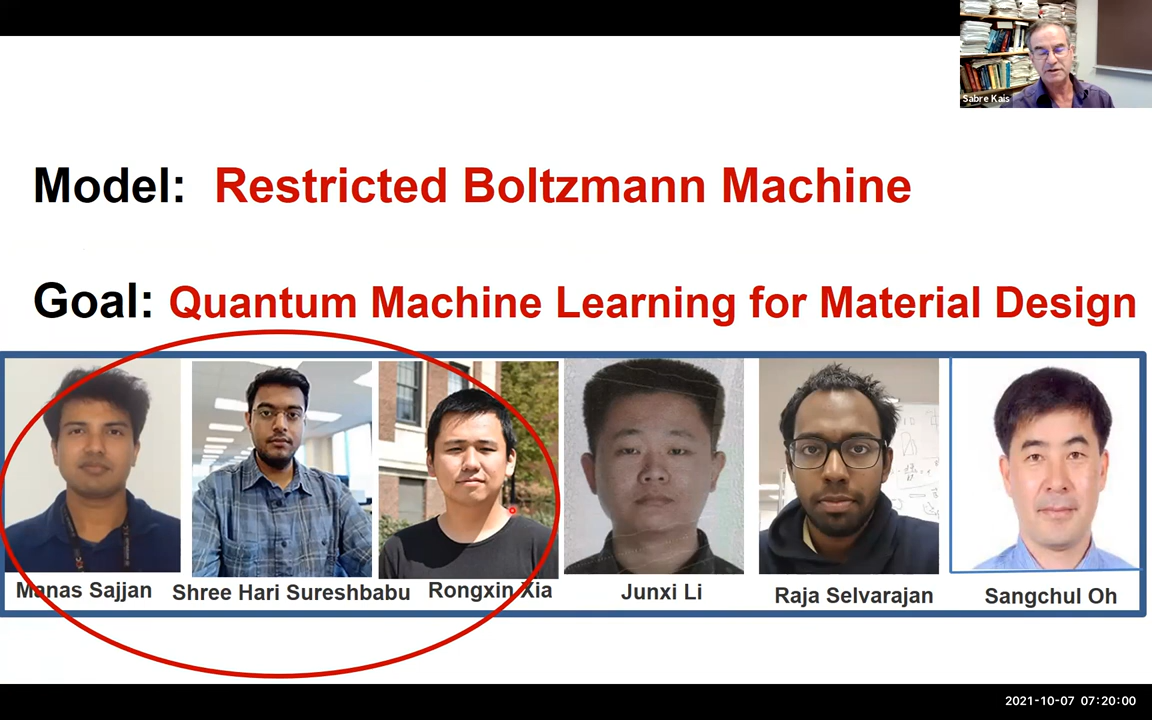 Sabre Kais
Model: Restricted Boltzmann Machine
Goal: Quantum Machine Learning for Material Design
Manas Sajjan
Shree Hari Sureshbabu
Rongxin Xia
Junxi Li
Raja Selvarajan
Sangchul Oh
2021-10-07 07:20:00